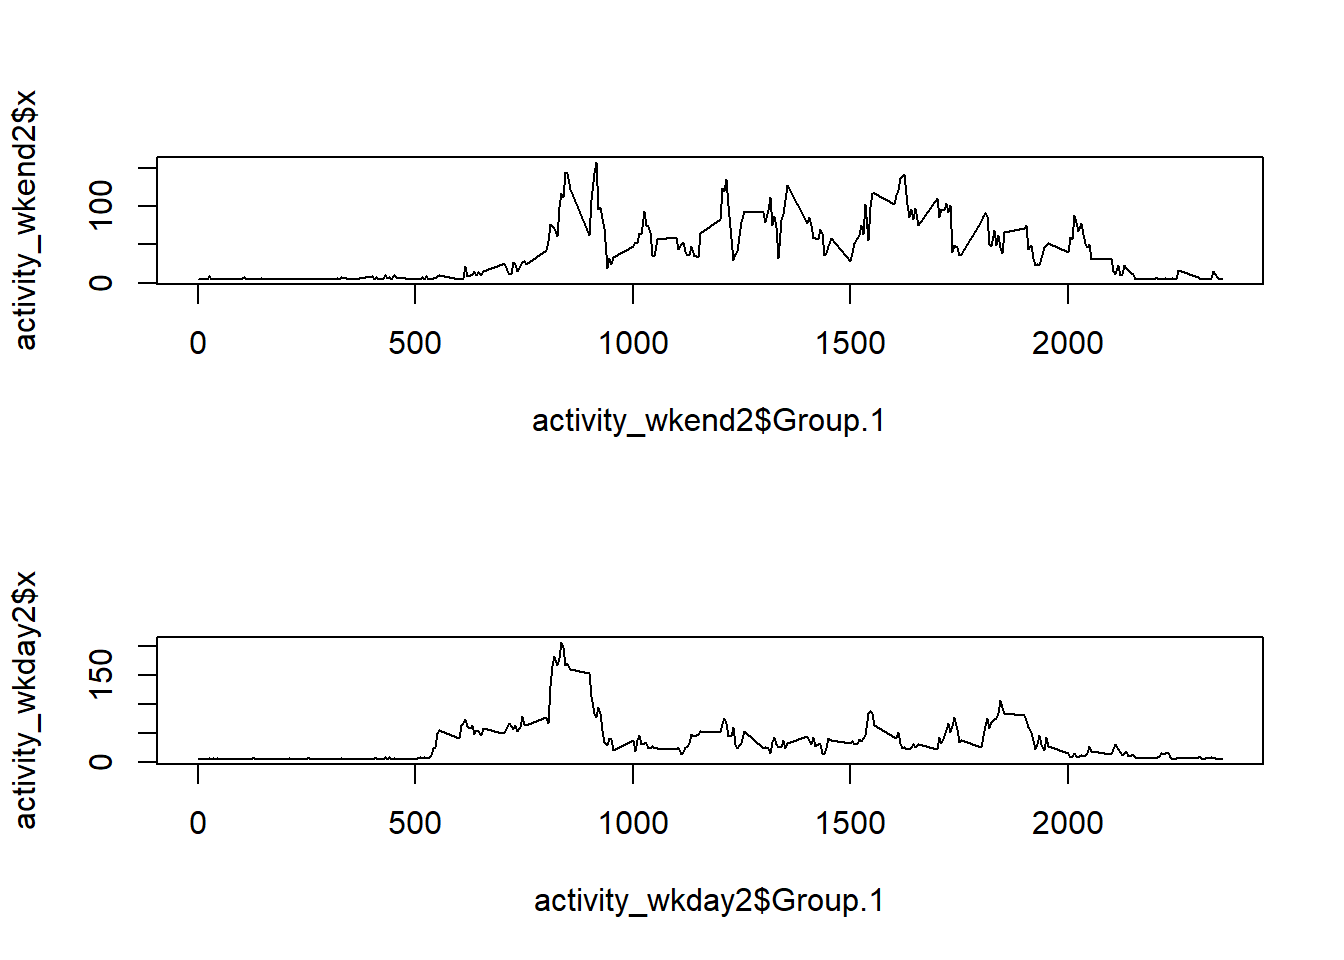 activity_wkend2$x
100
0
0 500 1000 1500 2000
activity_wkend2$Group.1
activity_wkday2$x
150
0
0 500 1000 1500 2000
activity_wkday2$Group.1